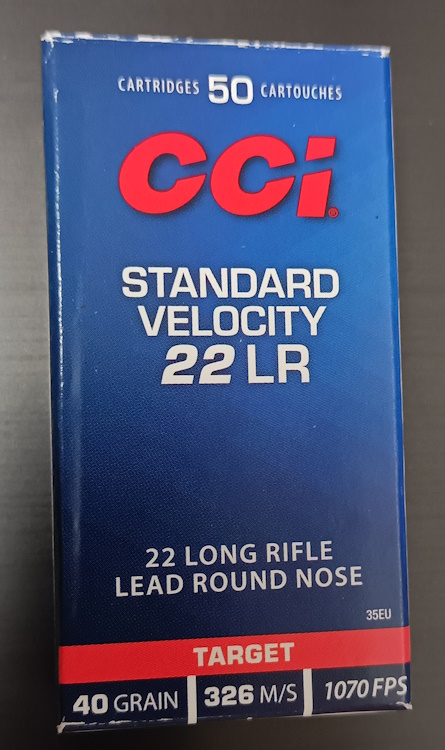 CARTRIDGES 50 CARTOUCHES
CCi®
STANDARD
VELOCITY
22 LR
22 LONG RIFLE
LEAD ROUND NOSE
35EU
TARGET
40 GRAIN 326 M/S 1070 FPS